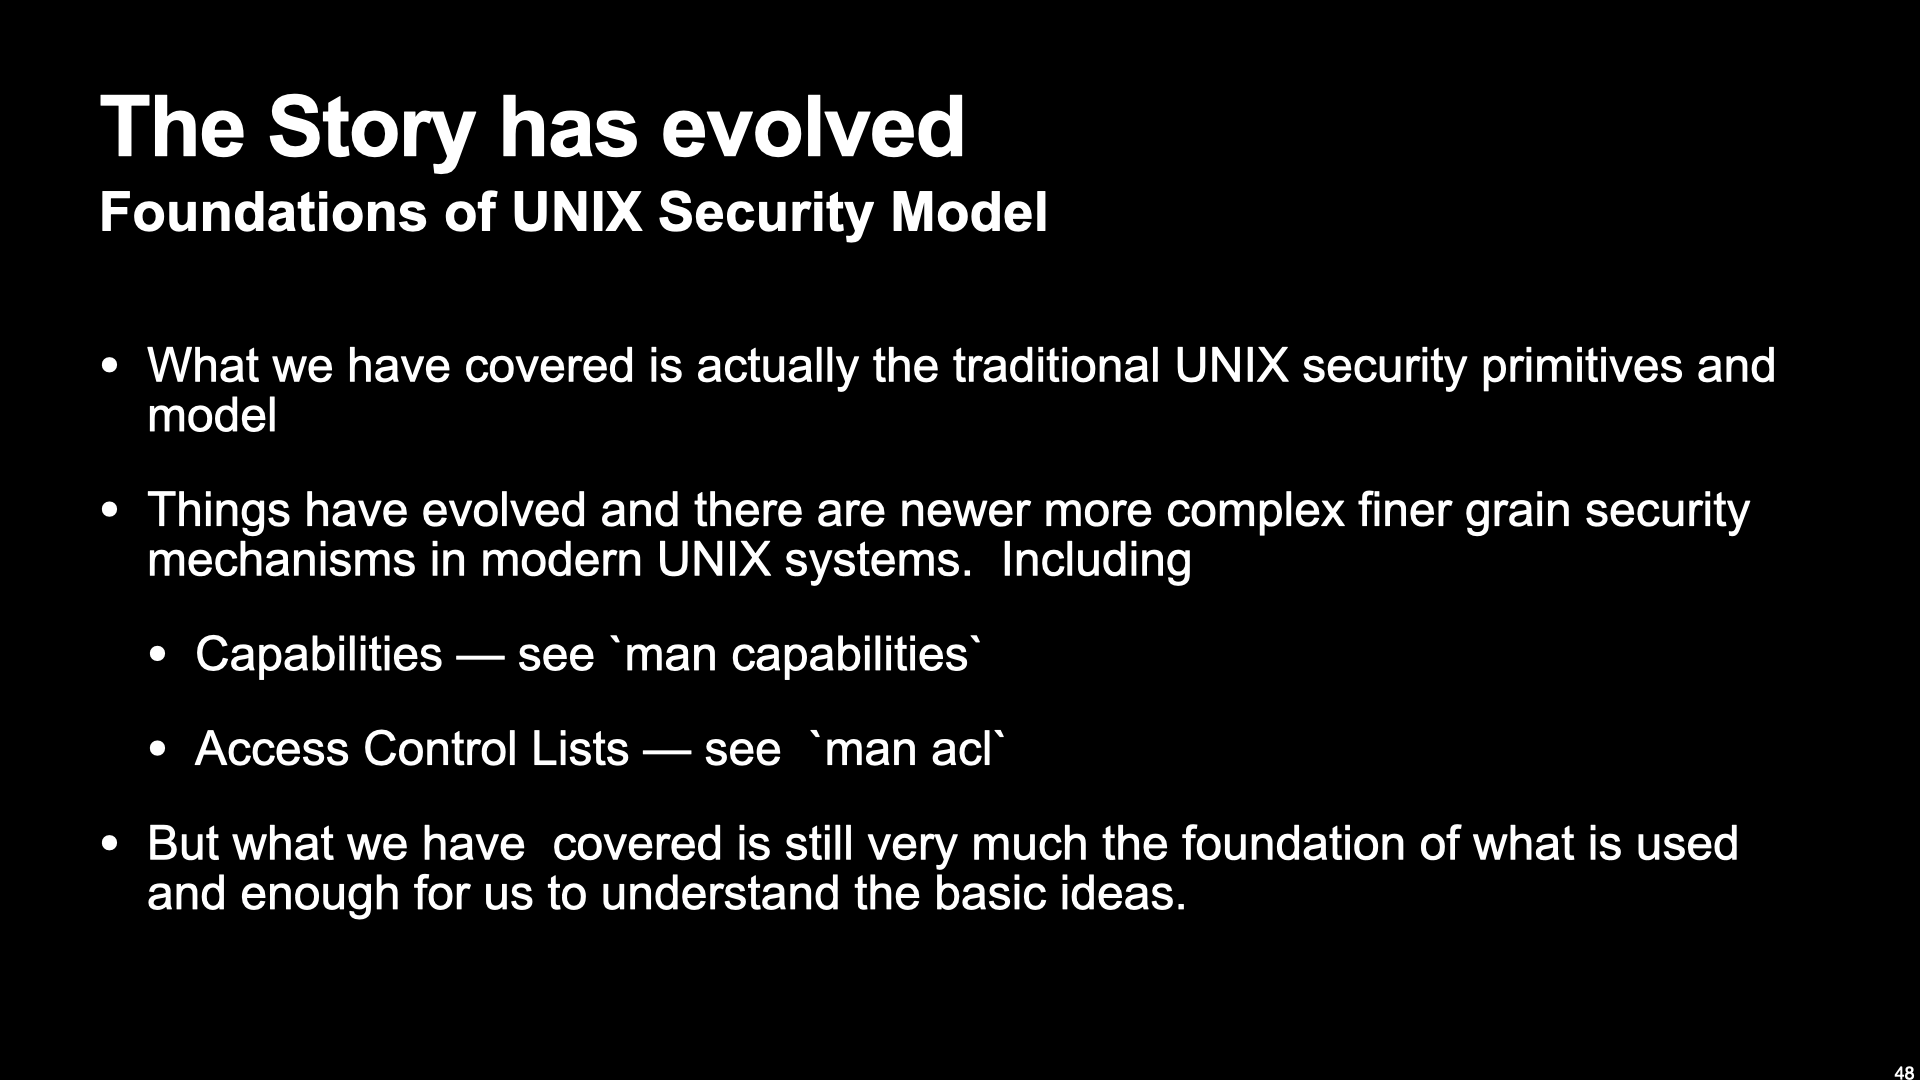 The Story has evolved
Foundations of UNIX Security Model
• What we have covered is actually the traditional UNIX security primitives and
model
• Things have evolved and there are newer more complex finer grain security
mechanisms in modern UNIX systems.  Including
• Capabilities — see `man capabilities`
• Access Control Lists — see  `man acl`
• But what we have  covered is still very much the foundation of what is used
and enough for us to understand the basic ideas.
48